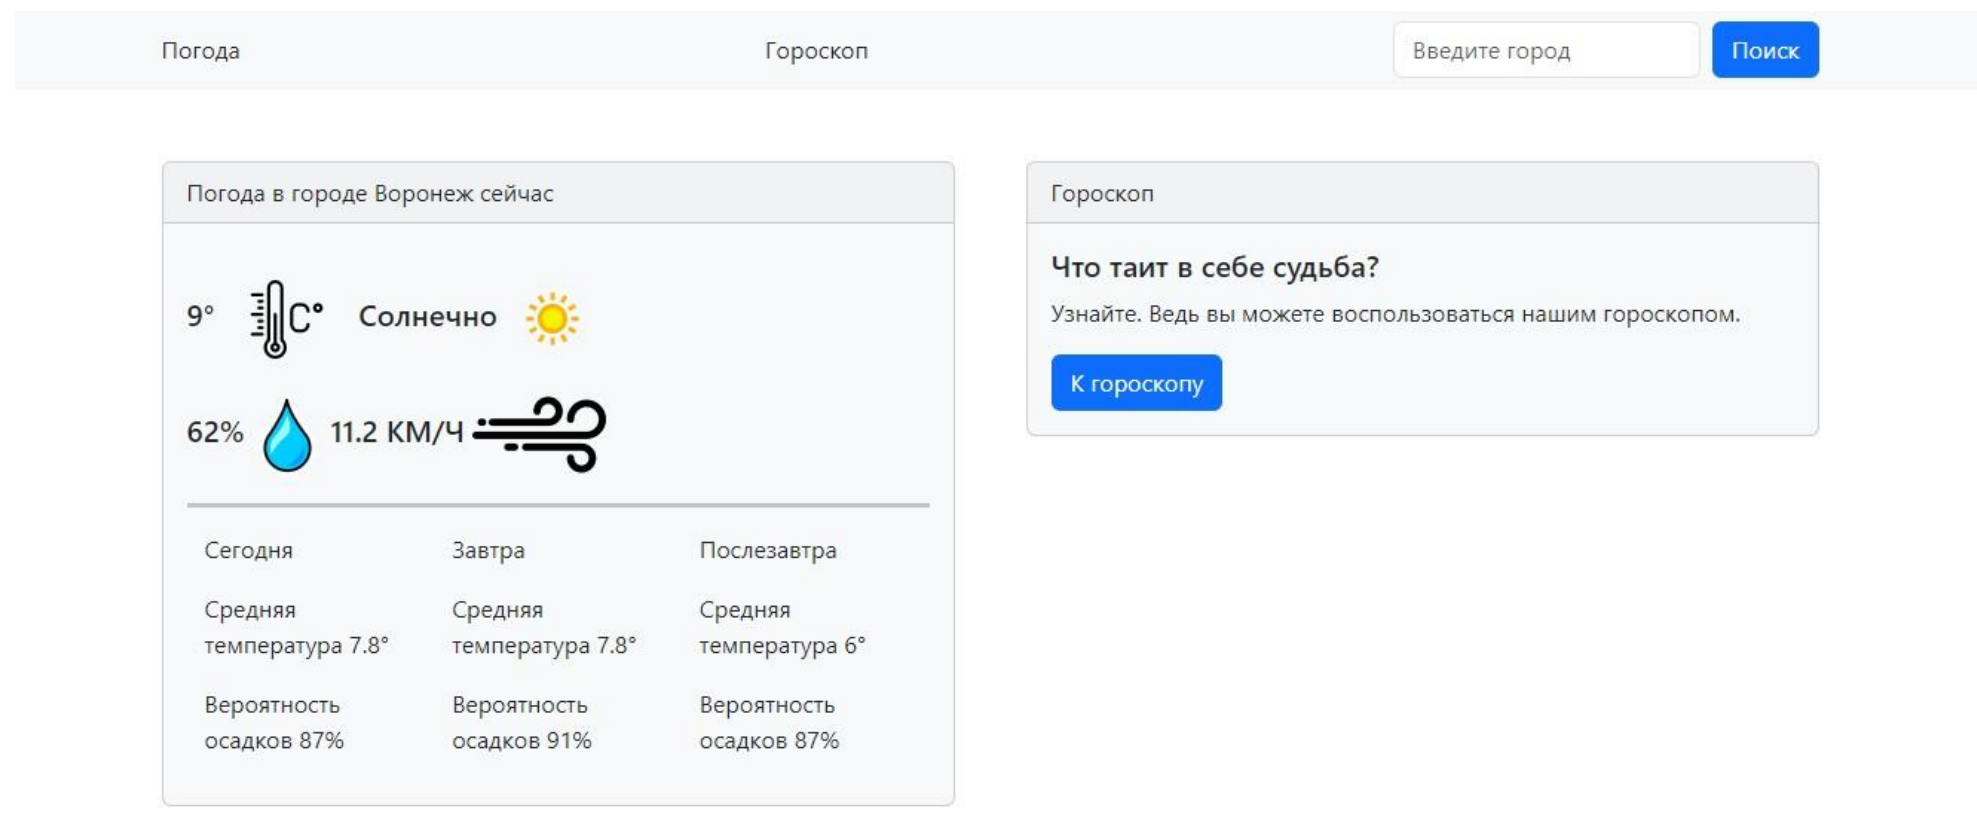 Погода
Гороскоп
Введите город
Поиск
Погода в городе Воронеж сейчас
9° C° Солнечно
62% 11.2 КМ/Ч
Сегодня
Средняя
температура 7.8°
Вероятность
осадков 87%
Завтра
Средняя
температура 7.8°
Вероятность
осадков 91%
Послезавтра
Средняя
температура 6°
Вероятность
осадков 87%
Гороскоп
Что таит в себе судьба?
Узнайте. Ведь вы можете воспользоваться нашим гороскопом.
К гороскопу